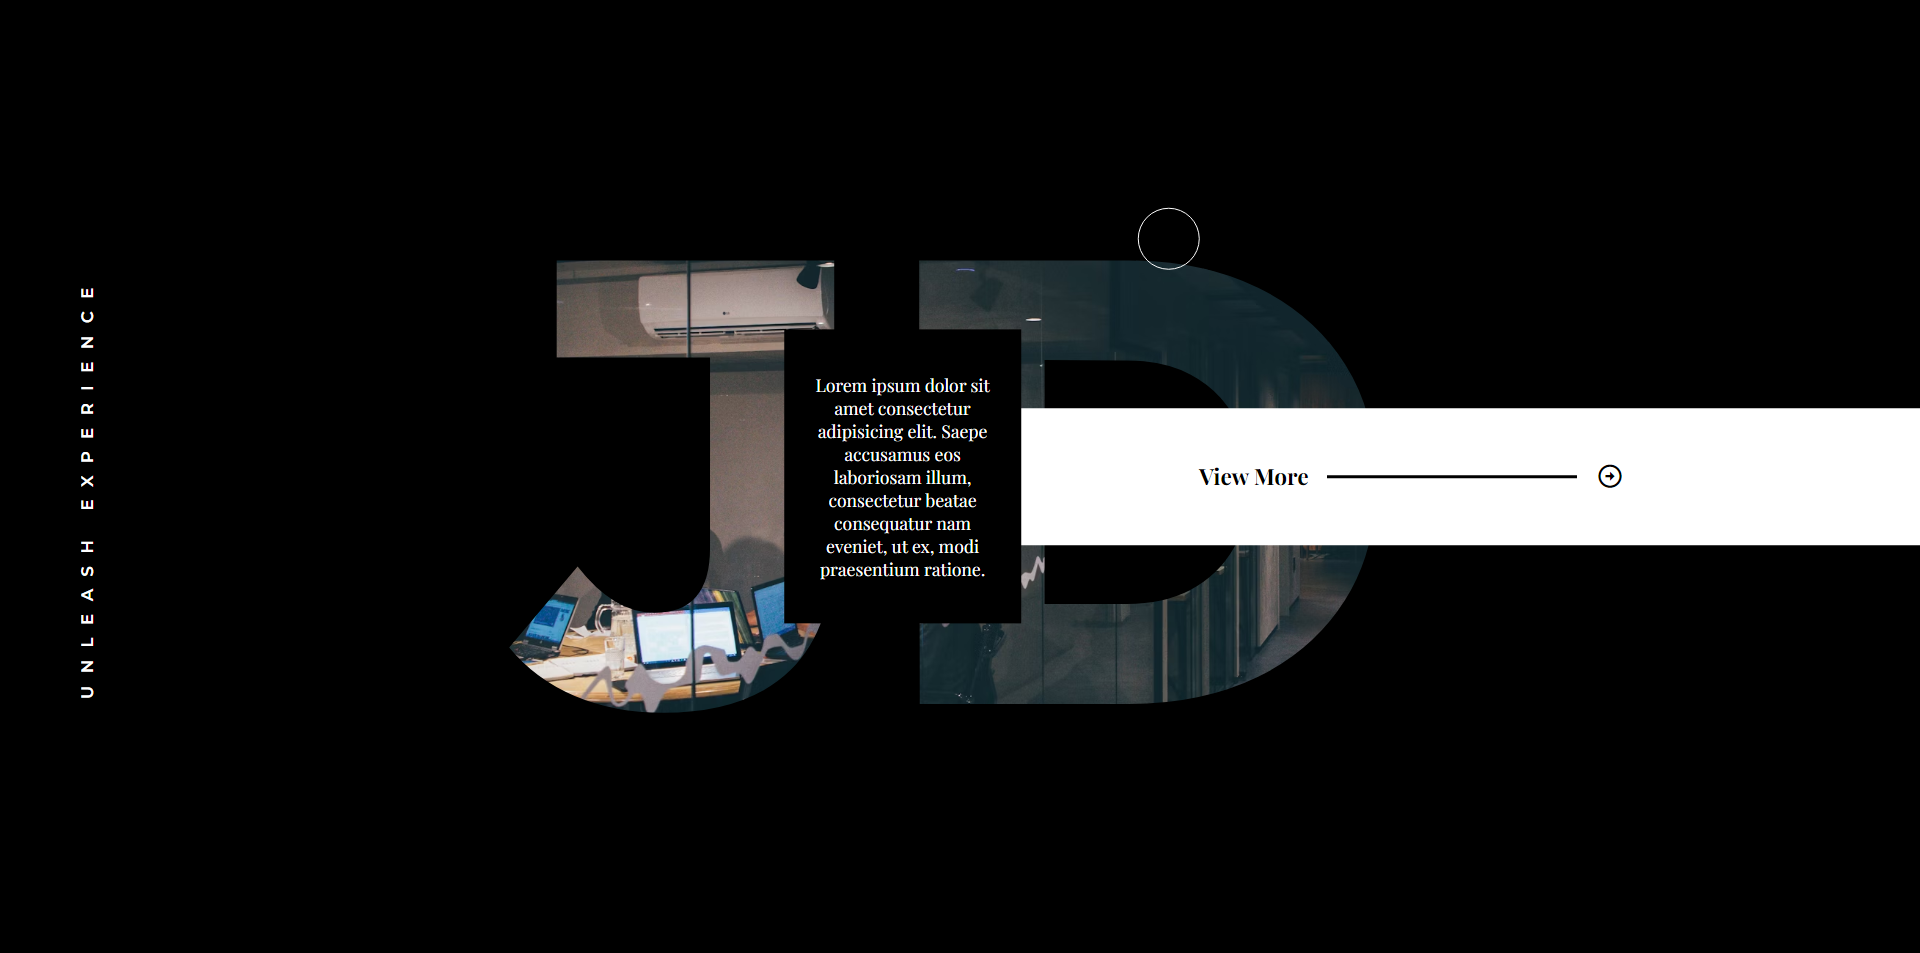 UNLEASH EXPERIENCE
JD
Lorem ipsum dolor sit
amet consectetur
adipisicing elit. Saepe
accusamus eos
laboriosam illum,
consectetur beatae
consequatur nam
eveniet, ut ex, modi
praesentium ratione.
View More